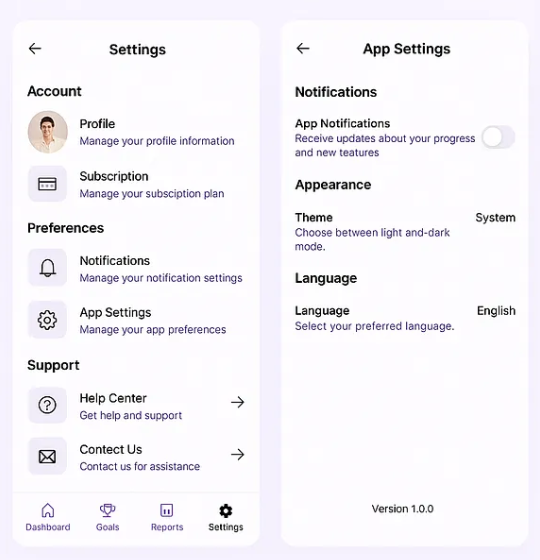 Settings
Account
Profile
Manage your profile information
Subscription
Manage your subsciption plan
Preferences
Notifications
Manage your notification settings
App Settings
Manage your app preferences
Support
Help Center
Get help and support
Contect Us
Contact us for assistance
Dashboard
Goals
Reports
Settings
App Settings
Notifications
App Notifications
Receive updates about your progress
and new teatures
Appearance
Theme
System
Choose between light and-dark
mode.
Language
Language
English
Select your preferred language.
Version 1.0.0